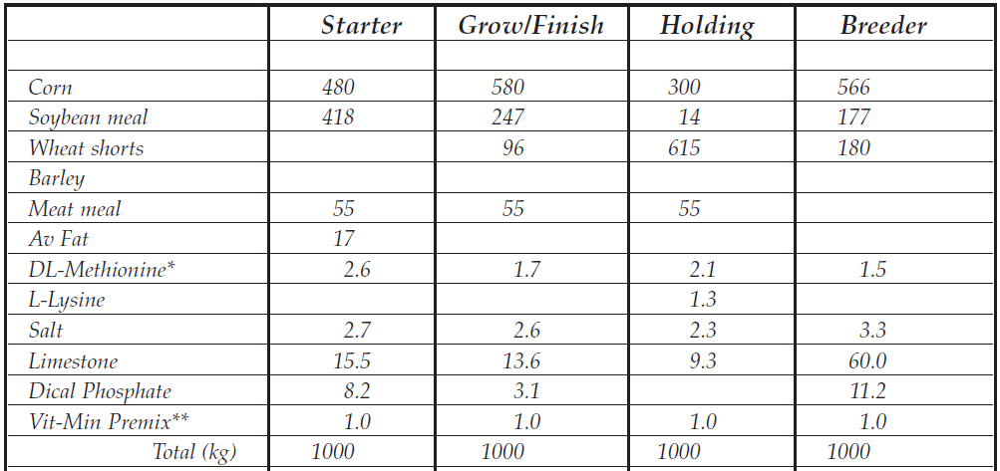 Starter Grow/Finish Holding Breeder
Corn 480 580 300 566
Soybean meal 418 247 14 177
Wheat shorts 96 615 180
Barley
Meat meal 55 55 55
Av Fat 17
DL-Methionine* 2.6 1.7 2.1 1.5
L-Lysine 1.3
Salt 2.7 2.6 2.3 3.3
Limestone 15.5 13.6 9.3 60.0
Dical Phosphate 8.2 3.1 11.2
Vit-Min Premix** 1.0 1.0 1.0 1.0
Total (kg) 1000 1000 1000 1000